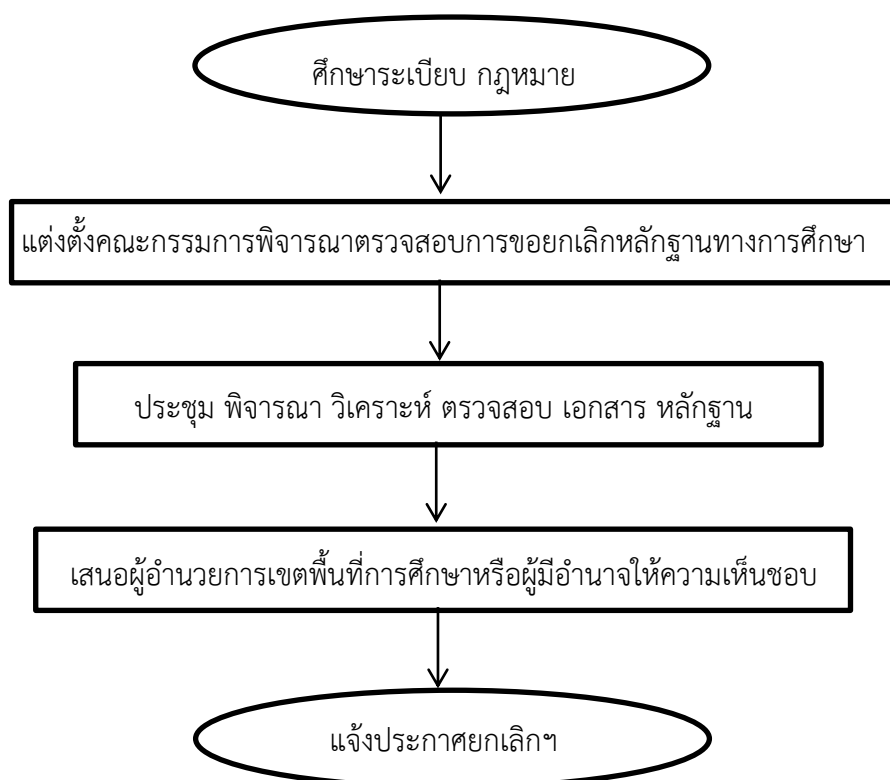 ศึกษาระเบียบ กฎหมาย
แต่งตั้งคณะกรรมการพิจารณาตรวจสอบการขอยกเลิกหลักฐานทางการศึกษา
ประชุม พิจารณา วิเคราะห์ ตรวจสอบ เอกสาร หลักฐาน
เสนอผู้อำนวยการเขตพื้นที่การศึกษาหรือผู้มีอำนาจให้ความเห็นชอบ
แจ้งประกาศยกเลิกฯ